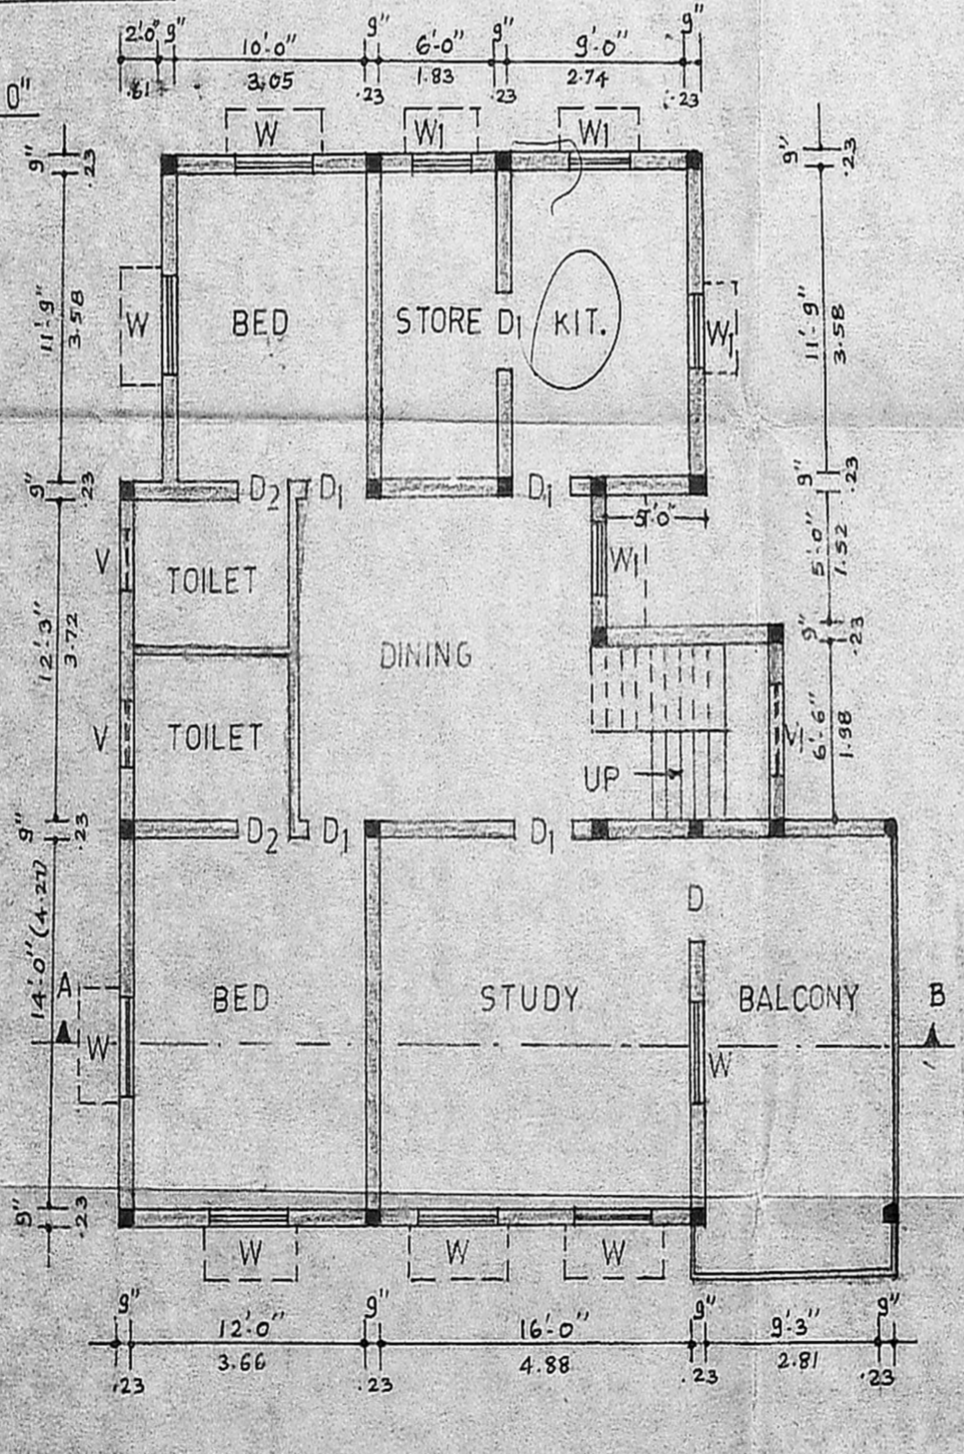 2'-0" 9" 10'-0" 9" 6'-0" 9" 9'-0" 9"
.61 3.05 .23 1.83 .23 2.74 .23
0"
W W1 W1
9" .23 9" .23
11'-9" 3.58
W BED STORE D1 KIT. W1
11'-9" 3.58
9" .23 D2 D1 D1 9" .23
5'-0"
V TOILET W1 5'-0" 1.52
12'-3" 3.72 DINING 9" .23
V TOILET UP 6'-6" 1.98
9" .23 D2 D1 D1
D
14'-0" (4.27)
A BED STUDY BALCONY B
W W
9" .23
W W W
9" 12'-0" 9" 16'-0" 9" 9'-3" 9"
.23 3.66 .23 4.88 .23 2.81 .23